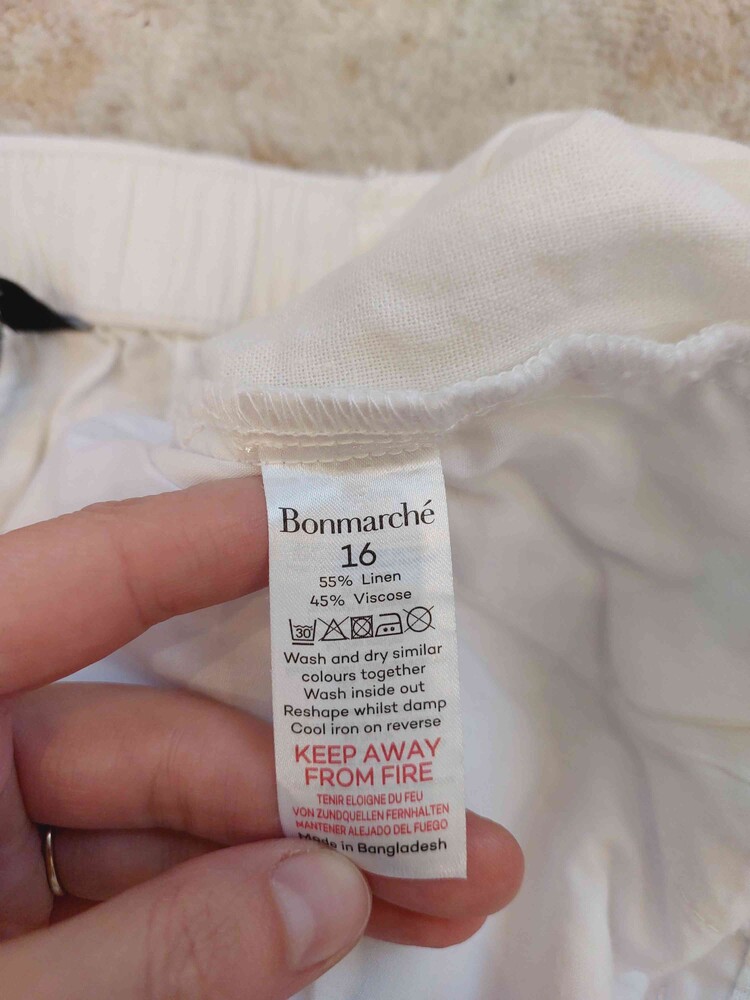 Bonmarché
16
55% Linen
45% Viscose
30
Wash and dry similar
colours together
Wash inside out
Reshape whilst damp
Cool iron on reverse
KEEP AWAY
FROM FIRE
TENIR ELOIGNE DU FEU
VON ZUNDQUELLEN FERNHALTEN
MANTENER ALEJADO DEL FUEGO
Made in Bangladesh